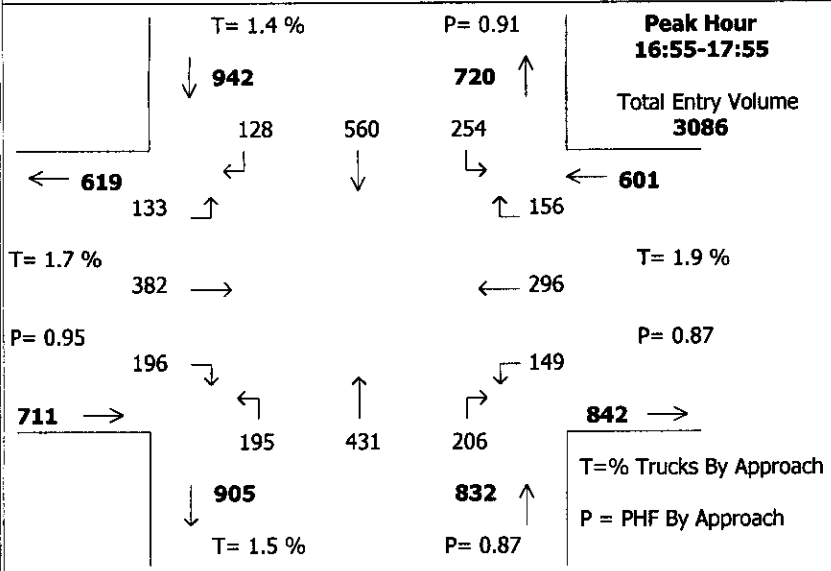 T= 1.4 %
P= 0.91
Peak Hour
16:55-17:55
942
720
Total Entry Volume
3086
128 560 254
619
601
133
156
T= 1.7 %
T= 1.9 %
382
296
P= 0.95
P= 0.87
196
149
711
842
195 431 206
T=% Trucks By Approach
905
832
P = PHF By Approach
T= 1.5 %
P= 0.87